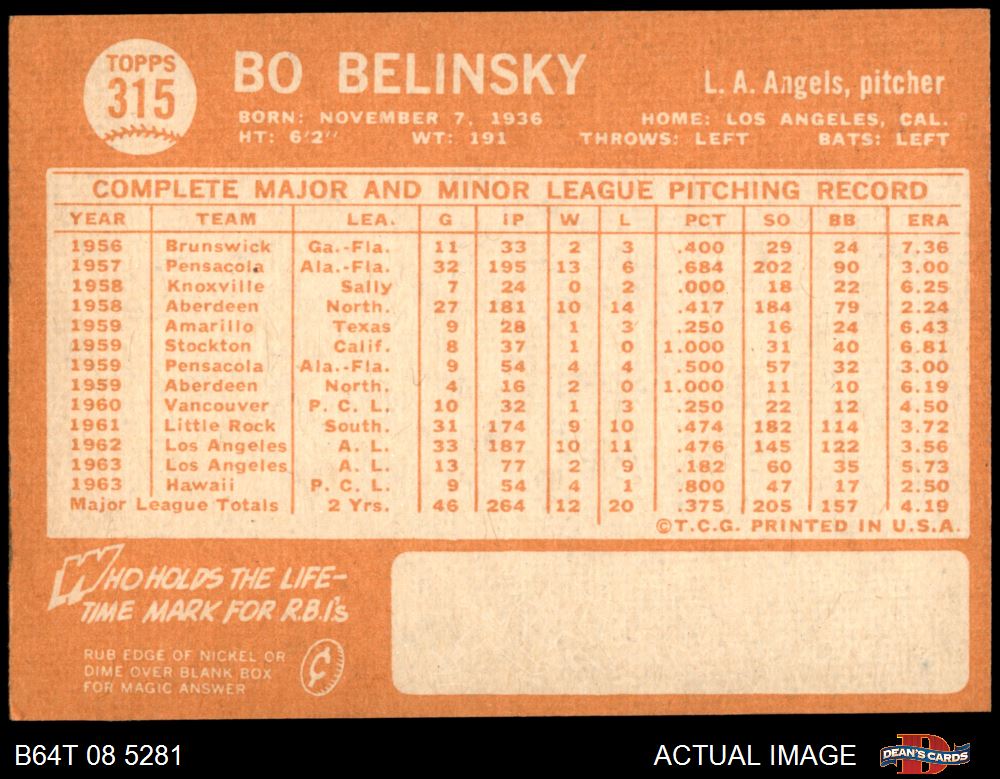 TOPPS
315
BO BELINSKY
L. A. Angels, pitcher
BORN: NOVEMBER 7, 1936 HOME: LOS ANGELES, CAL.
HT: 6'2" WT: 191 THROWS: LEFT BATS: LEFT
COMPLETE MAJOR AND MINOR LEAGUE PITCHING RECORD
YEAR TEAM LEA. G IP W L PCT SO BB ERA
1956 Brunswick Ga.-Fla. 11 33 2 3 .400 29 24 7.36
1957 Pensacola Ala.-Fla. 32 195 13 6 .684 202 90 3.00
1958 Knoxville Sally 7 24 0 2 .000 18 22 6.25
1958 Aberdeen North. 27 181 10 14 .417 184 79 2.24
1959 Amarillo Texas 9 28 1 3 .250 16 24 6.43
1959 Stockton Calif. 8 37 1 0 1.000 31 40 6.81
1959 Pensacola Ala.-Fla. 9 54 4 4 .500 57 32 3.00
1959 Aberdeen North. 4 16 2 0 1.000 11 10 6.19
1960 Vancouver P. C. L. 10 32 1 3 .250 22 12 4.50
1961 Little Rock South. 31 174 9 10 .474 182 114 3.72
1962 Los Angeles A. L. 33 187 10 11 .476 145 122 3.56
1963 Los Angeles A. L. 13 77 2 9 .182 60 35 5.73
1963 Hawaii P. C. L. 9 54 4 1 .800 47 17 2.50
Major League Totals 2 Yrs. 46 264 12 20 .375 205 157 4.19
©T.C.G. PRINTED IN U.S.A.
WHO HOLDS THE LIFE-
TIME MARK FOR R.B.I's
RUB EDGE OF NICKEL OR
DIME OVER BLANK BOX
FOR MAGIC ANSWER
¢
B64T 08 5281 ACTUAL IMAGE
DEAN'S CARDS